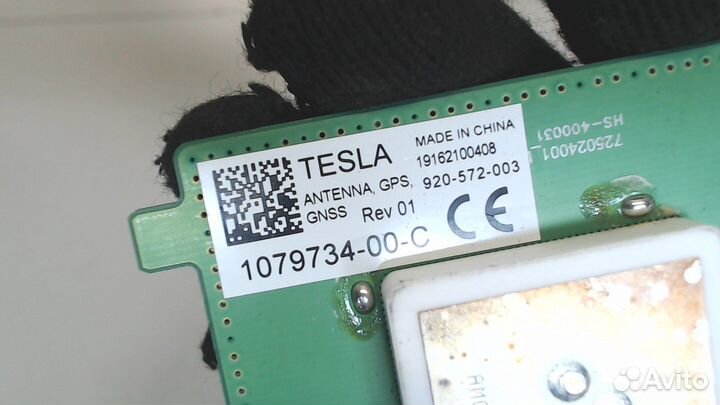 TESLA
MADE IN CHINA
19162100408
ANTENNA, GPS,
920-572-003
GNSS Rev 01
CE
1079734-00-C
725024001
HS-400031
AMO
Avito